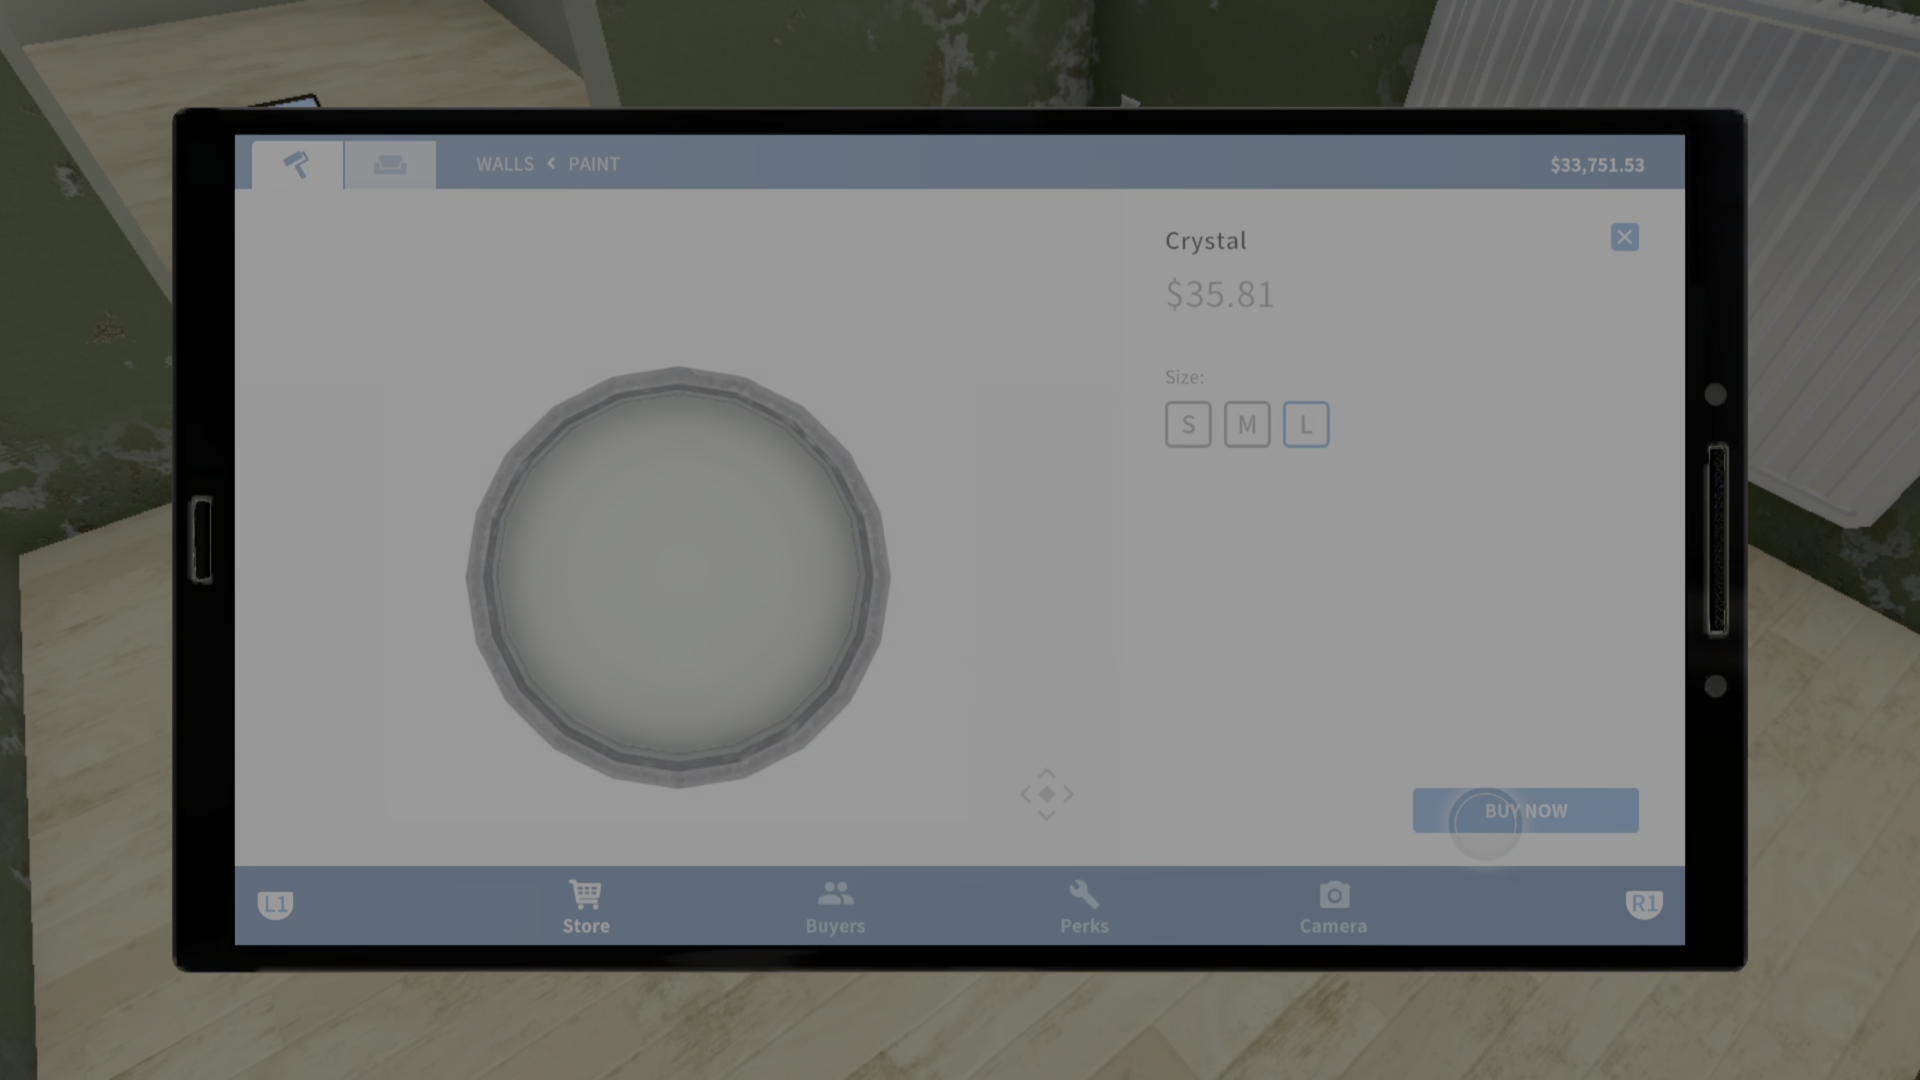 WALLS < PAINT
$33,751.53
Crystal
$35.81
Size:
S M L
BUY NOW
L1
Store
Buyers
Perks
Camera
R1